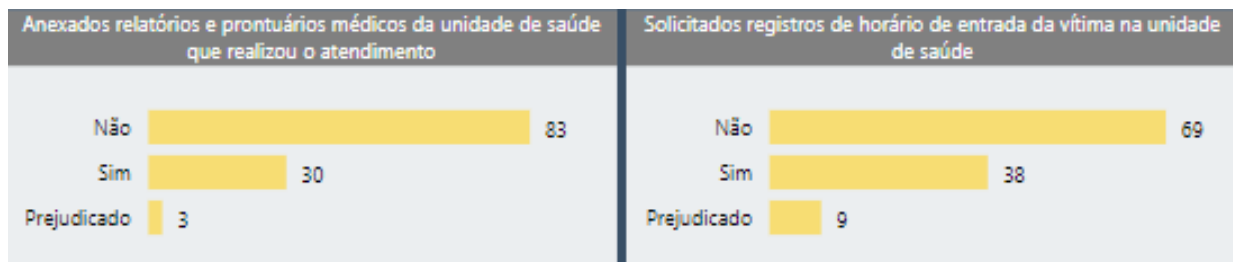 Anexados relatórios e prontuários médicos da unidade de saúde
que realizou o atendimento
Não 83
Sim 30
Prejudicado 3
Solicitados registros de horário de entrada da vítima na unidade
de saúde
Não 69
Sim 38
Prejudicado 9